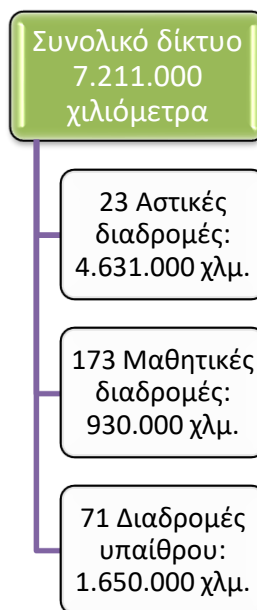 Συνολικό δίκτυο
7.211.000
χιλιόμετρα
23 Αστικές
διαδρομές:
4.631.000 χλμ.
173 Μαθητικές
διαδρομές:
930.000 χλμ.
71 Διαδρομές
υπαίθρου:
1.650.000 χλμ.